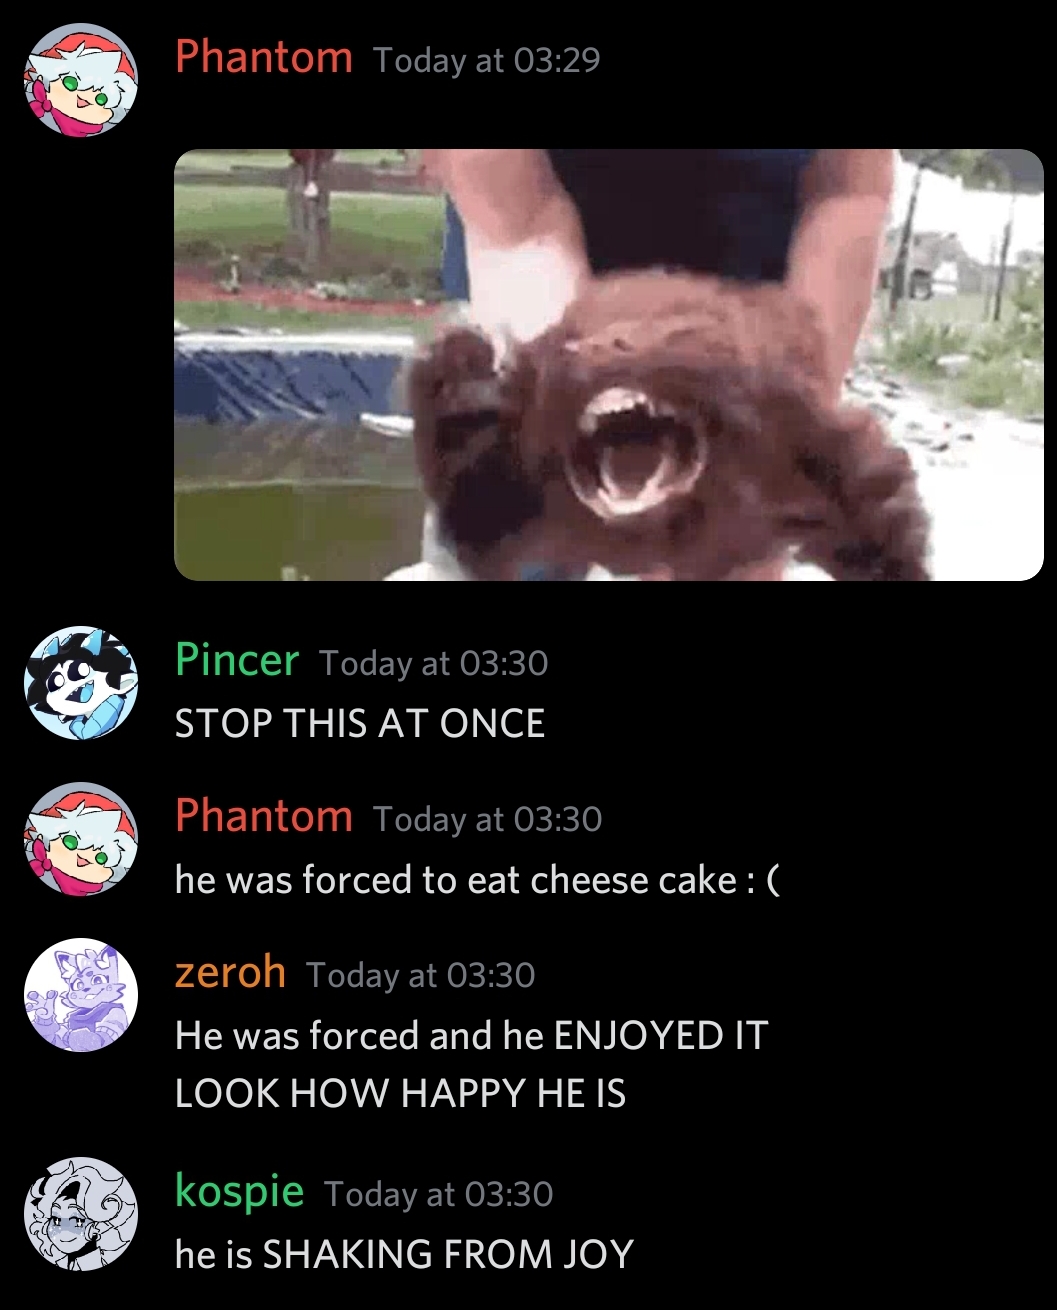 Phantom Today at 03:29
Pincer Today at 03:30
STOP THIS AT ONCE
Phantom Today at 03:30
he was forced to eat cheese cake : (
zeroh Today at 03:30
He was forced and he ENJOYED IT
LOOK HOW HAPPY HE IS
kospie Today at 03:30
he is SHAKING FROM JOY